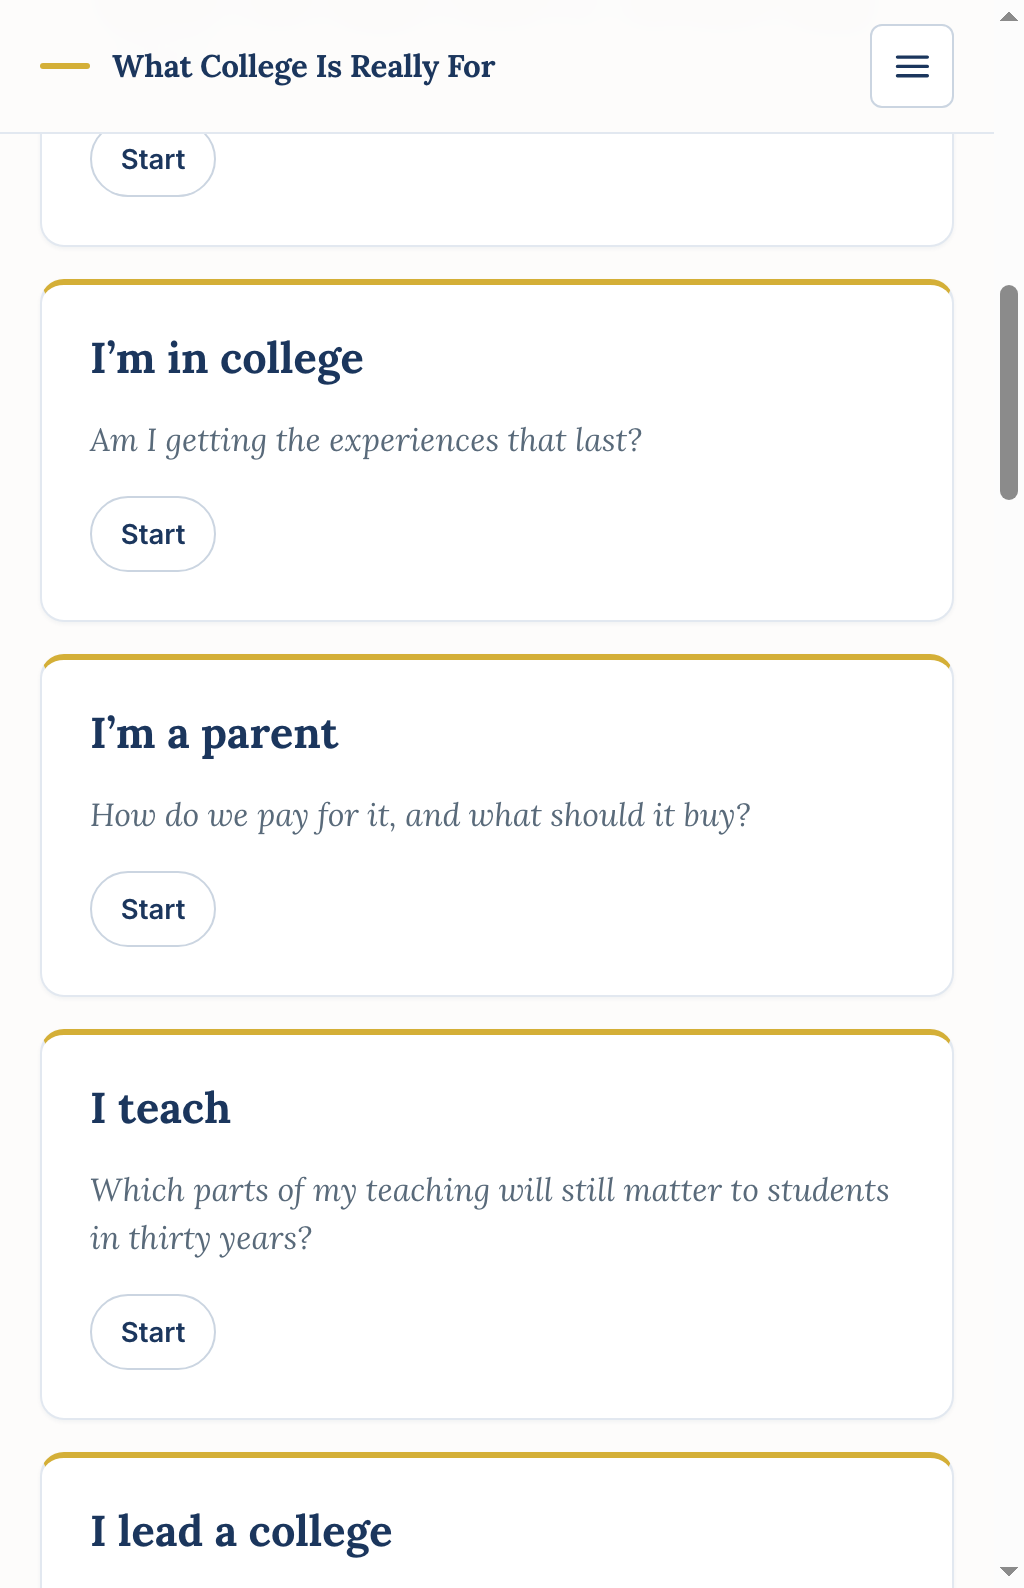 What College Is Really For
Start
I’m in college
Am I getting the experiences that last?
Start
I’m a parent
How do we pay for it, and what should it buy?
Start
I teach
Which parts of my teaching will still matter to students
in thirty years?
Start
I lead a college